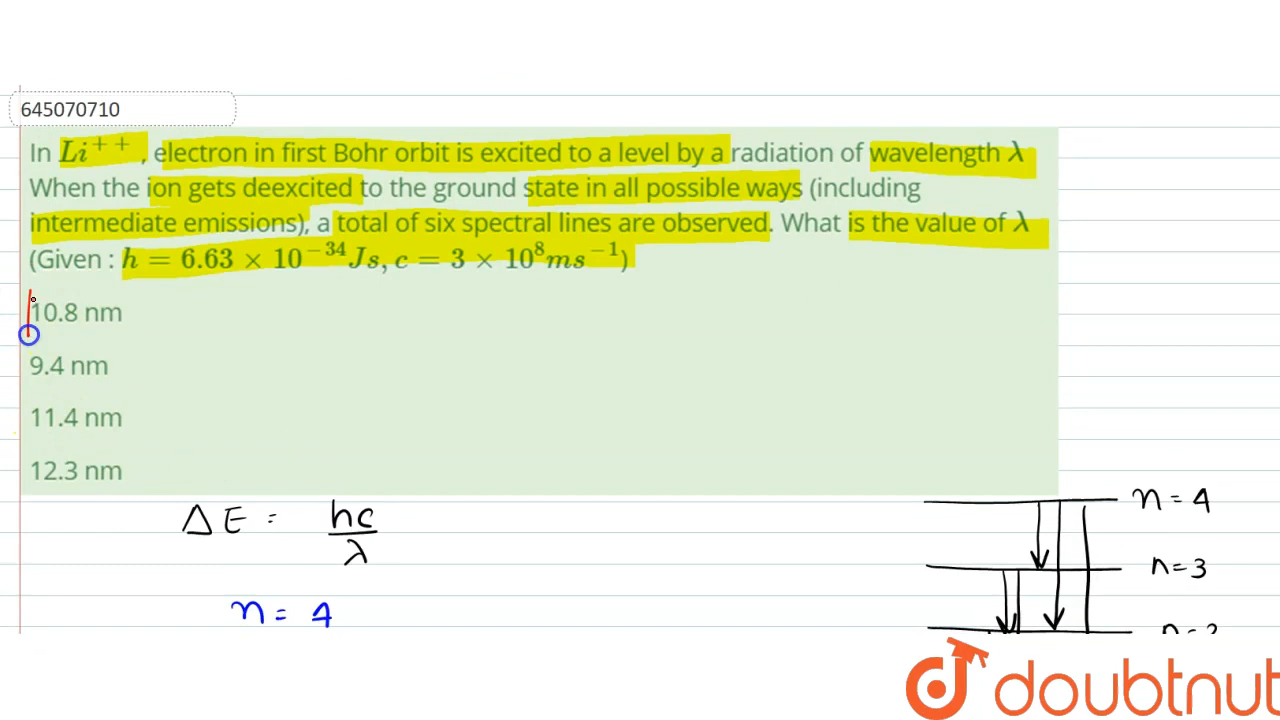 645070710
In Li⁺⁺, electron in first Bohr orbit is excited to a level by a radiation of wavelength λ
When the ion gets deexcited to the ground state in all possible ways (including
intermediate emissions), a total of six spectral lines are observed. What is the value of λ
(Given : h = 6.63 × 10⁻³⁴ Js, c = 3 × 10⁸ ms⁻¹)
10.8 nm
9.4 nm
11.4 nm
12.3 nm
ΔE = hc/λ
n = 4
n = 4
n = 3
n = 2
doubtnut